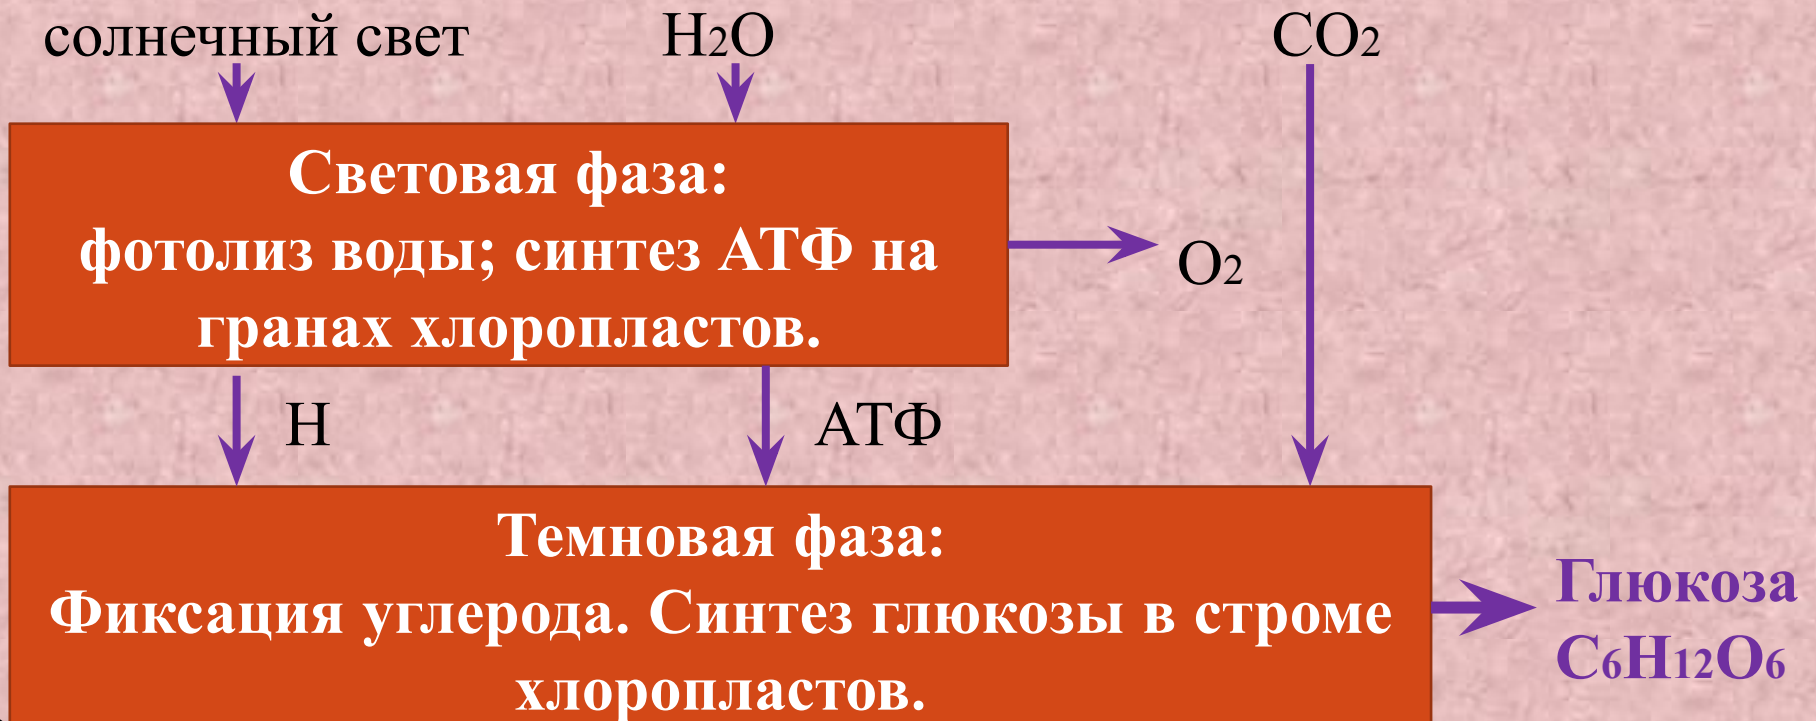 солнечный свет
H2O
CO2
Световая фаза:
фотолиз воды; синтез АТФ на
гранах хлоропластов.
O2
Н
АТФ
Темновая фаза:
Фиксация углерода. Синтез глюкозы в строме
хлоропластов.
Глюкоза
C6H12O6